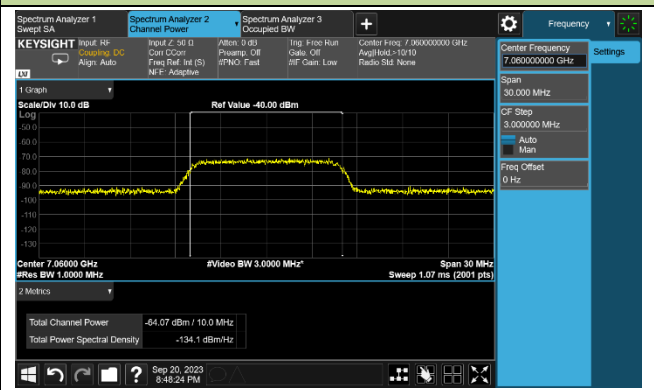 Spectrum Analyzer 1
Swept SA
Spectrum Analyzer 2
Channel Power
Spectrum Analyzer 3
Occupied BW
Frequency
KEYSIGHT
Input: RF
Coupling: DC
Align: Auto
Input Z: 50 Ω
Corr CCorr
Freq Ref: Int (S)
NFE: Adaptive
Atten: 0 dB
Preamp: Off
#PNO: Fast
Trig: Free Run
Gate: Off
#IF Gain: Low
Center Freq: 7.060000000 GHz
Avg|Hold:>10/10
Radio Std: None
LXI
Center Frequency
7.060000000 GHz
Settings
Span
30.000 MHz
CF Step
3.000000 MHz
Auto
Man
Freq Offset
0 Hz
1 Graph
Scale/Div 10.0 dB
Ref Value -40.00 dBm
Log
-50.0
-60.0
-70.0
-80.0
-90.0
-100
-110
-120
-130
Center 7.06000 GHz
#Video BW 3.0000 MHz*
Span 30 MHz
#Res BW 1.0000 MHz
Sweep 1.07 ms (2001 pts)
2 Metrics
Total Channel Power
-64.07 dBm / 10.0 MHz
Total Power Spectral Density
-134.1 dBm/Hz
?
Sep 20, 2023
8:48:24 PM